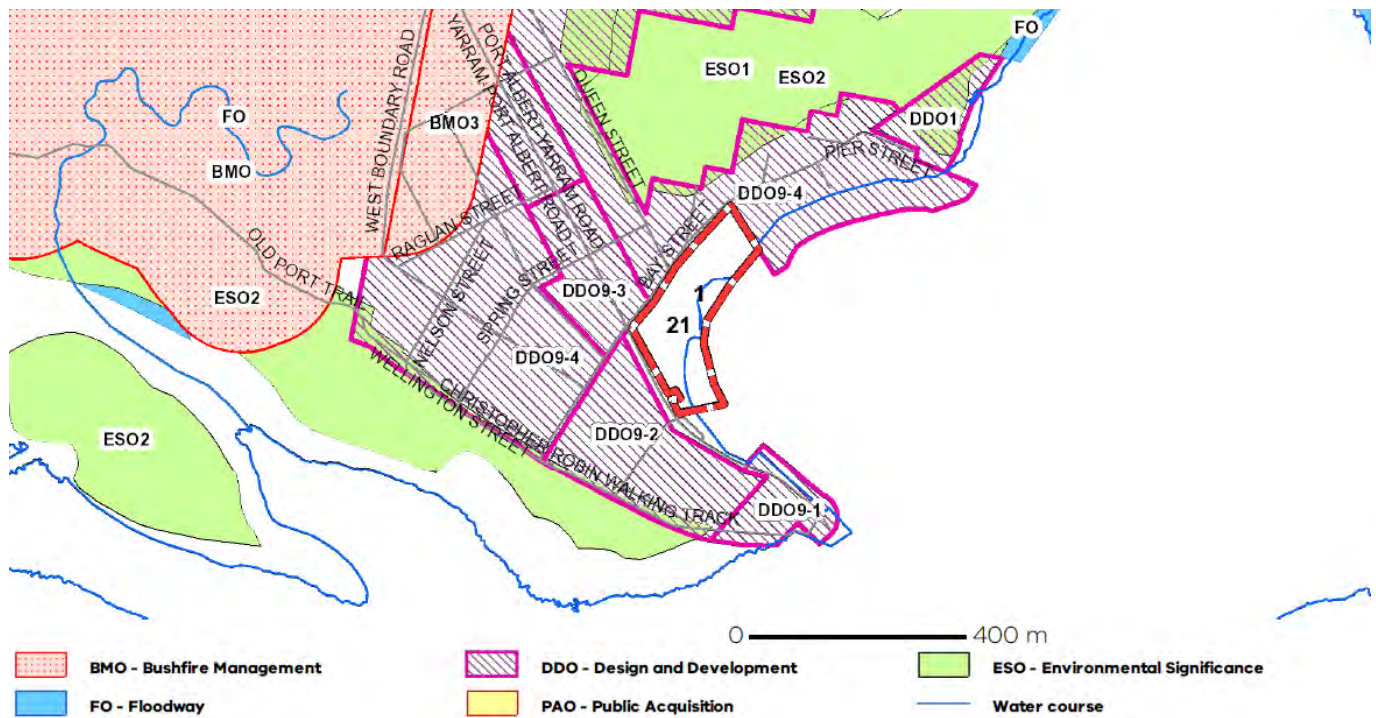 FO
ESO1
ESO2
FO
BMO
BMO3
WEST BOUNDARY ROAD
PORT ALBERT YARRAM ROAD
YARRAM-PORT ALBERT ROAD
QUEEN STREET
DDO1
PIER STREET
DDO9-4
RAGLAN STREET
BAY STREET
OLD PORT TRAIL
ESO2
NELSON STREET
SPRING STREET
DDO9-3
1
21
DDO9-4
WELLINGTON STREET
CHRISTOPHER ROBIN WALKING TRACK
ESO2
DDO9-2
DDO9-1
0 400 m
BMO - Bushfire Management
DDO - Design and Development
ESO - Environmental Significance
FO - Floodway
PAO - Public Acquisition
Water course